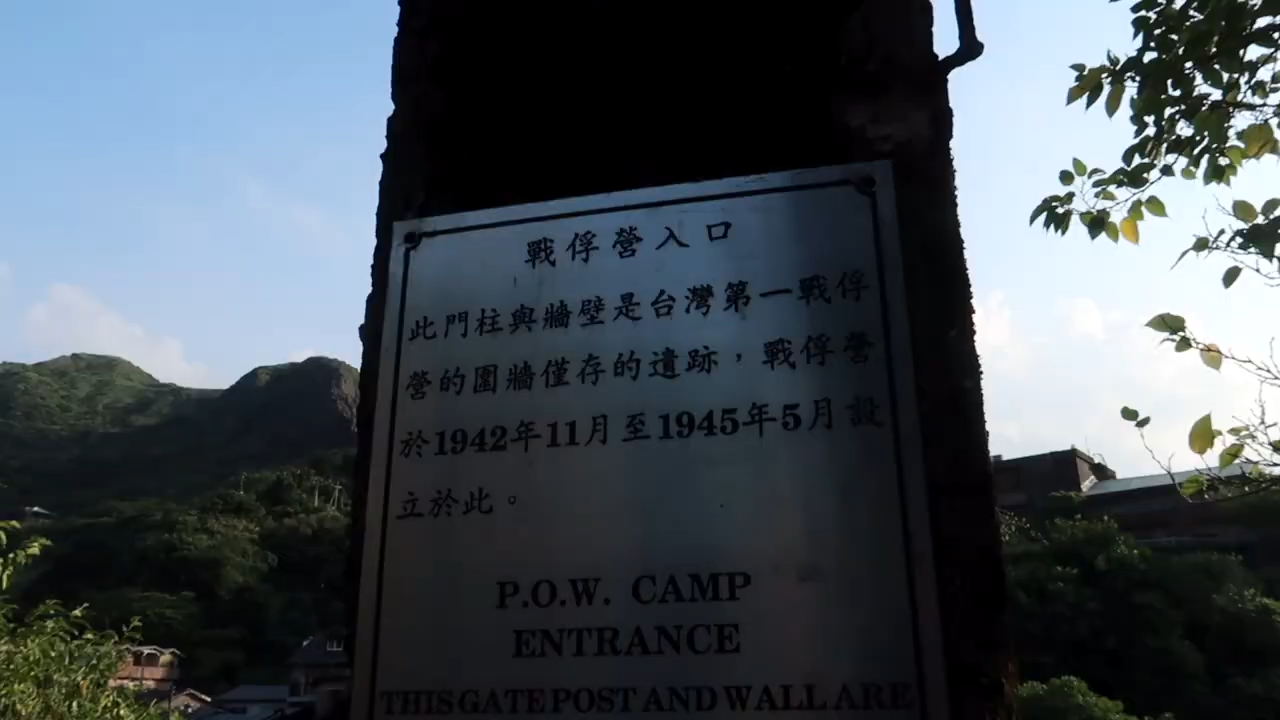 戰俘營入口
此門柱與牆壁是台灣第一戰俘
營的圍牆僅存的遺跡，戰俘營
於1942年11月至1945年5月設
立於此。
P.O.W. CAMP
ENTRANCE
THIS GATE POST AND WALL ARE